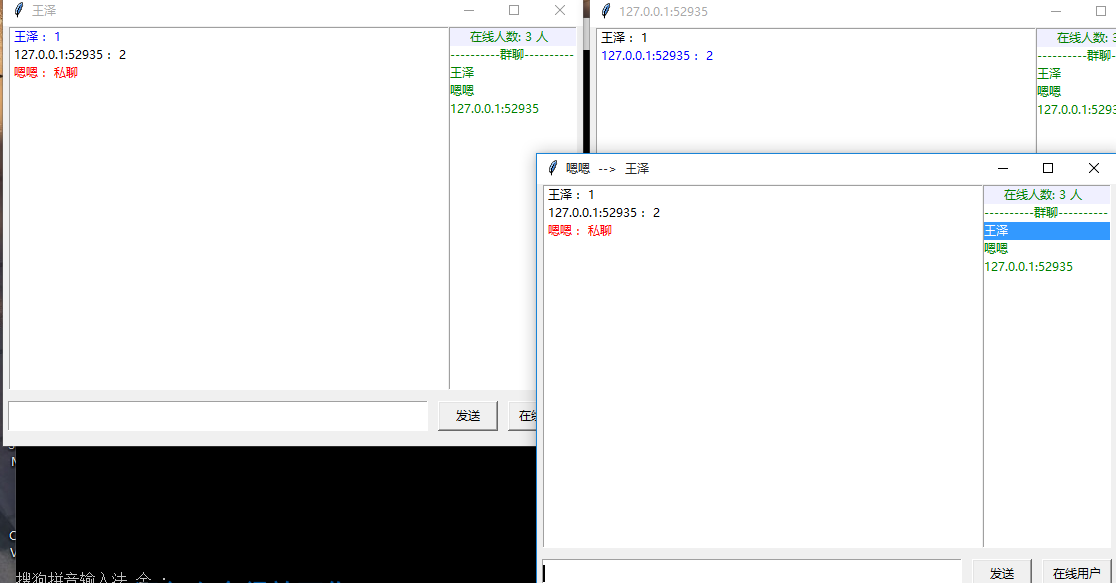 王泽
王泽： 1
127.0.0.1:52935： 2
嗯嗯： 私聊
在线人数: 3 人
----------群聊----------
王泽
嗯嗯
127.0.0.1:52935
发送
在线
127.0.0.1:52935
王泽： 1
127.0.0.1:52935： 2
在线人数: 3
----------群聊-
王泽
嗯嗯
127.0.0.1:5293
嗯嗯 --> 王泽
王泽： 1
127.0.0.1:52935： 2
嗯嗯： 私聊
在线人数: 3 人
----------群聊----------
王泽
嗯嗯
127.0.0.1:52935
发送
在线用户
搜狗拼音输入法 全 :